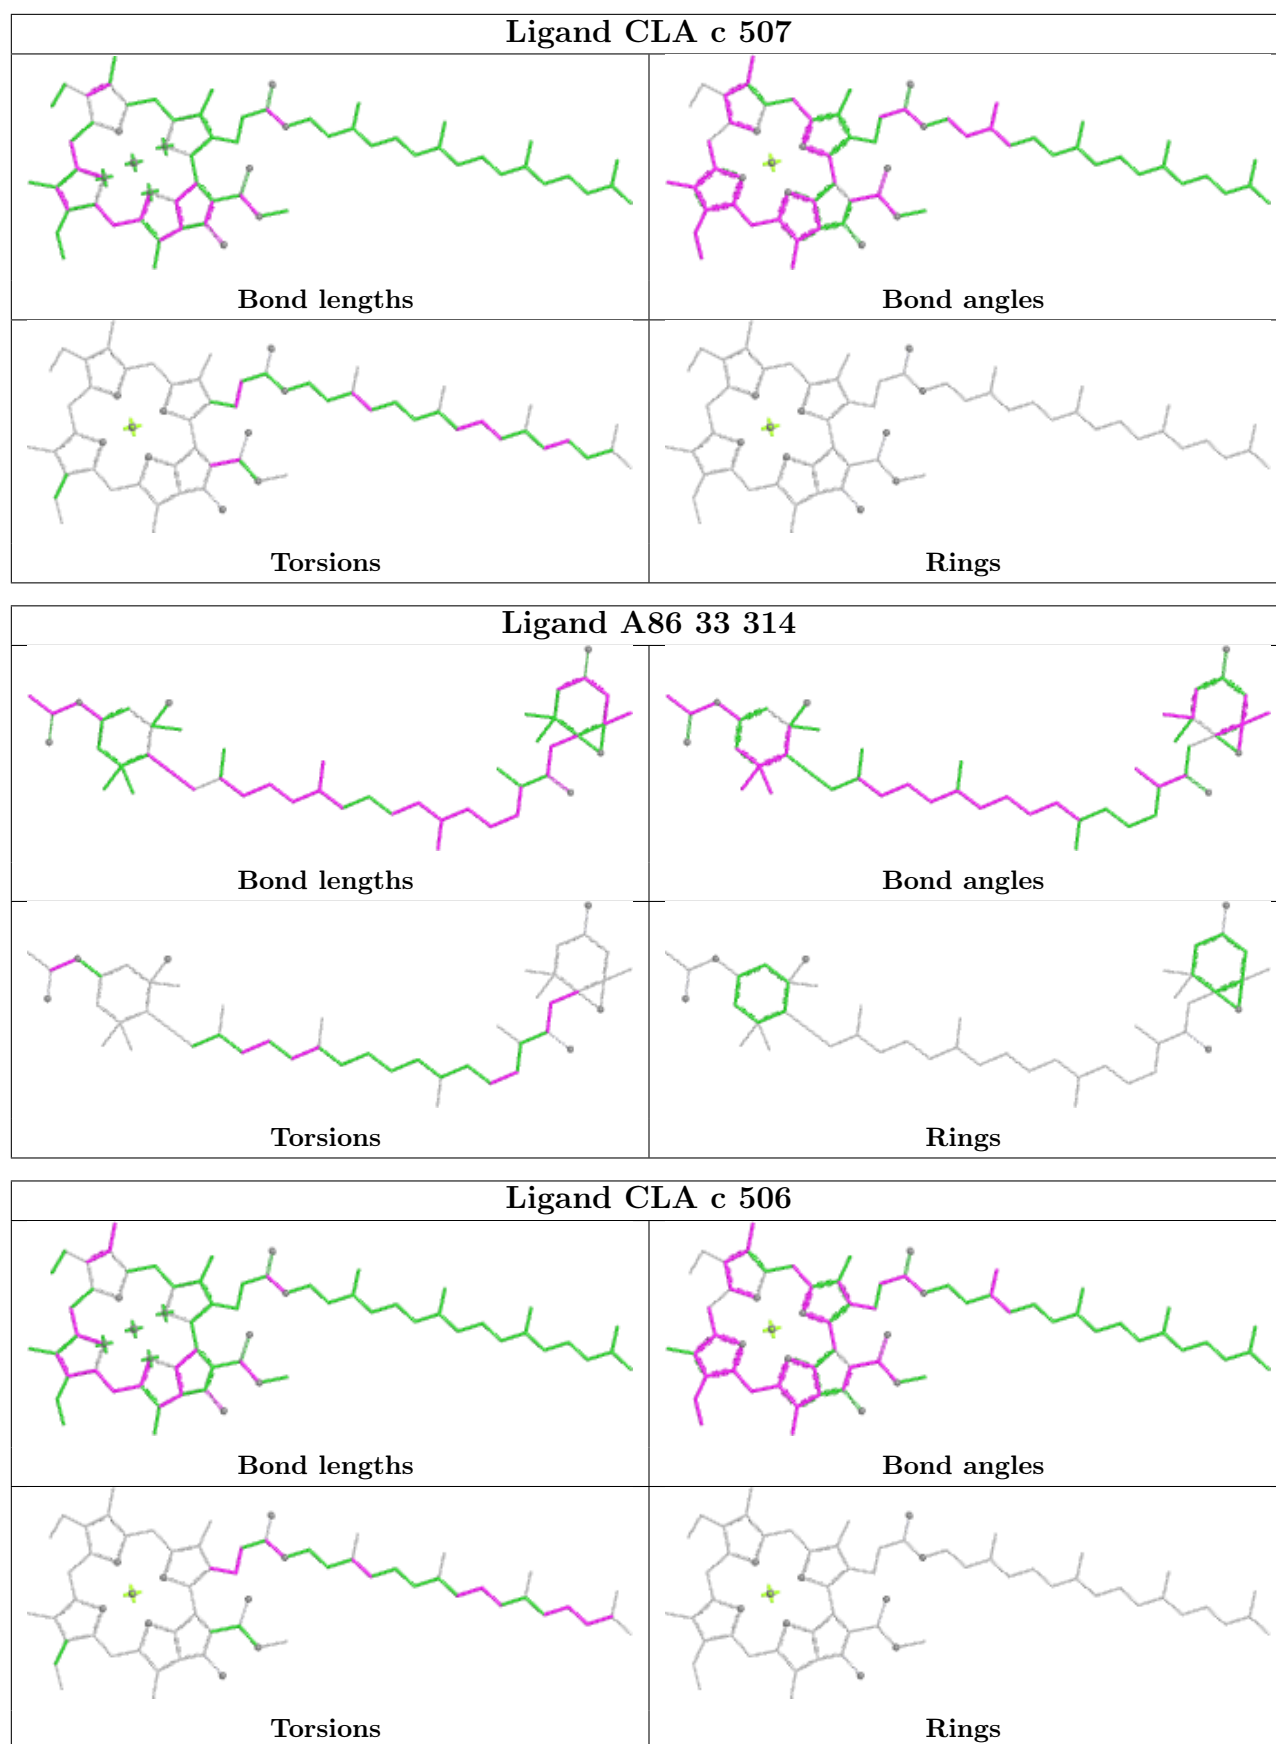 Ligand CLA c 507
Bond lengths
Bond angles
Torsions
Rings
Ligand A86 33 314
Bond lengths
Bond angles
Torsions
Rings
Ligand CLA c 506
Bond lengths
Bond angles
Torsions
Rings